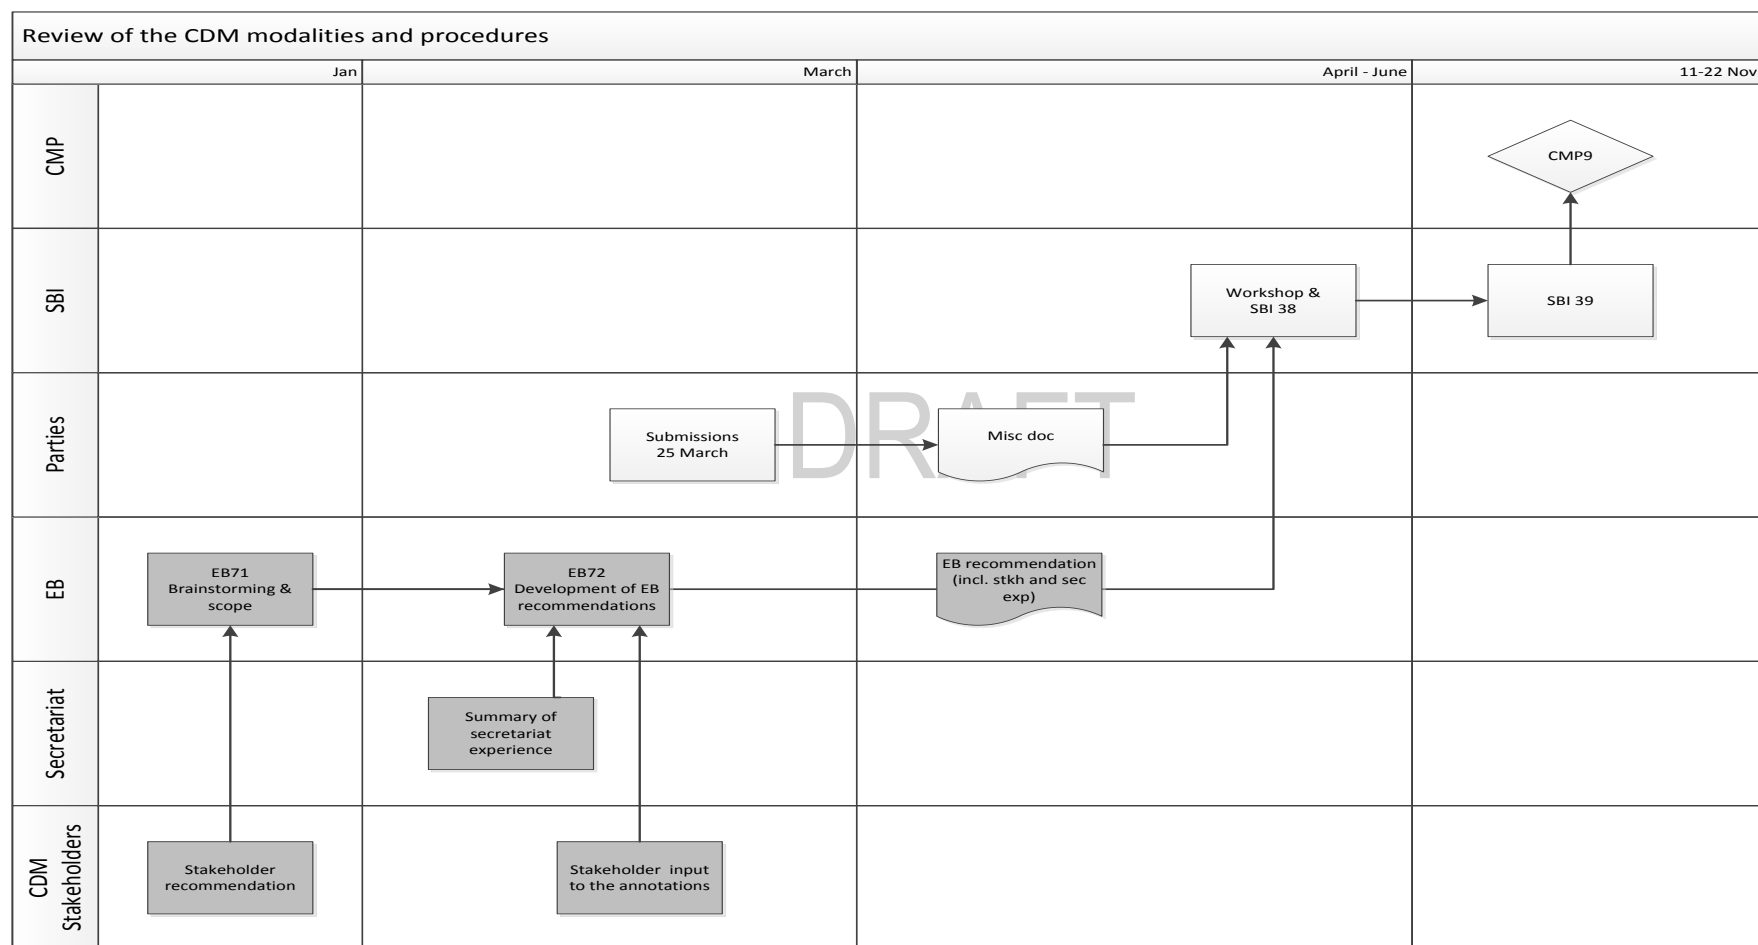 Review of the CDM modalities and procedures
Jan
March
April - June
11-22 Nov
CMP
CMP9
SBI
Workshop &
SBI 38
SBI 39
Parties
Submissions
25 March
DRAFT
Misc doc
EB
EB71
Brainstorming &
scope
EB72
Development of EB
recommendations
EB recommendation
(incl. stkh and sec
exp)
Secretariat
Summary of
secretariat
experience
CDM
Stakeholders
Stakeholder
recommendation
Stakeholder input
to the annotations